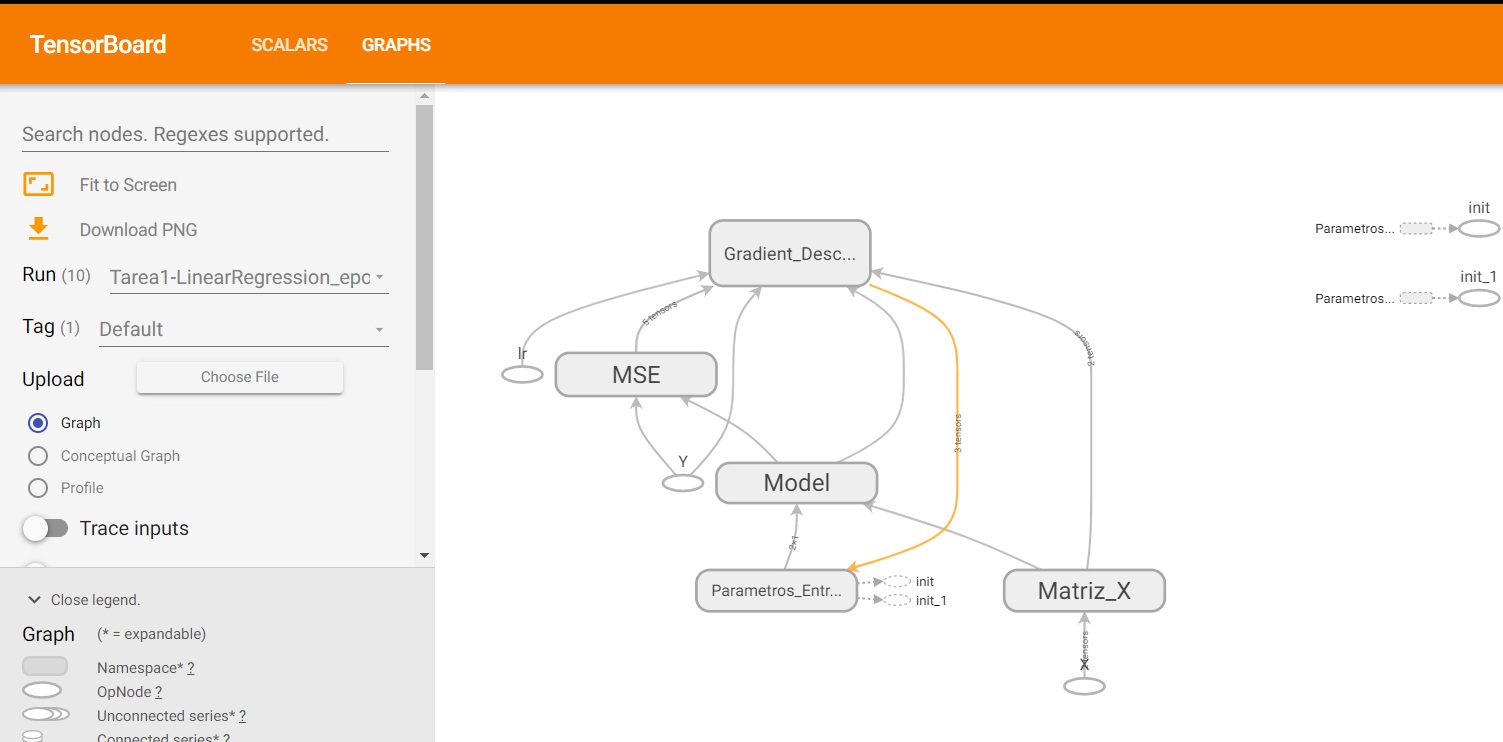 TensorBoard
SCALARS
GRAPHS
Search nodes. Regexes supported.
Fit to Screen
Download PNG
Run (10) Tarea1-LinearRegression_epo
Tag (1) Default
Upload Choose File
Graph
Conceptual Graph
Profile
Trace inputs
Close legend.
Graph (* = expandable)
Namespace* ?
OpNode ?
Unconnected series* ?
Connected series* ?
Gradient_Desc...
5 tensors
lr
MSE
2 tensors
3 tensors
Y
Model
2×1
Parametros_Entr...
init
init_1
Matriz_X
tensors
X
init
Parametros...
init_1
Parametros...